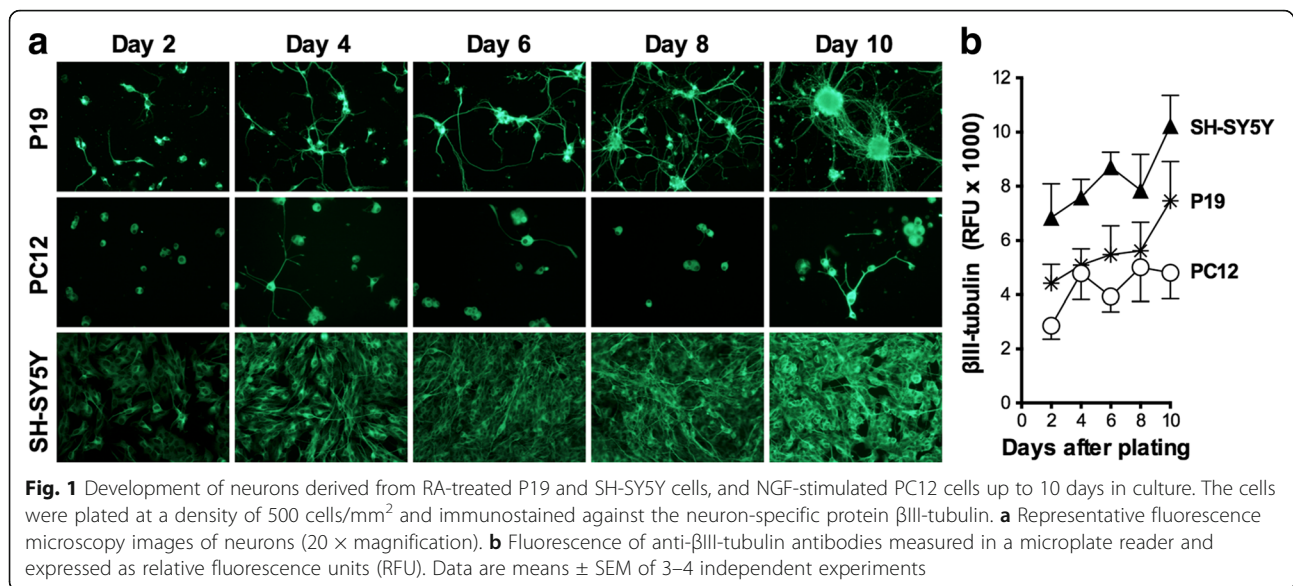 a
Day 2 Day 4 Day 6 Day 8 Day 10
P19
PC12
SH-SY5Y
b
12
10
8
6
4
2
0
βIII-tubulin (RFU x 1000)
SH-SY5Y
P19
PC12
0 2 4 6 8 10
Days after plating
Fig. 1 Development of neurons derived from RA-treated P19 and SH-SY5Y cells, and NGF-stimulated PC12 cells up to 10 days in culture. The cells
were plated at a density of 500 cells/mm² and immunostained against the neuron-specific protein βIII-tubulin. a Representative fluorescence
microscopy images of neurons (20 × magnification). b Fluorescence of anti-βIII-tubulin antibodies measured in a microplate reader and
expressed as relative fluorescence units (RFU). Data are means ± SEM of 3–4 independent experiments